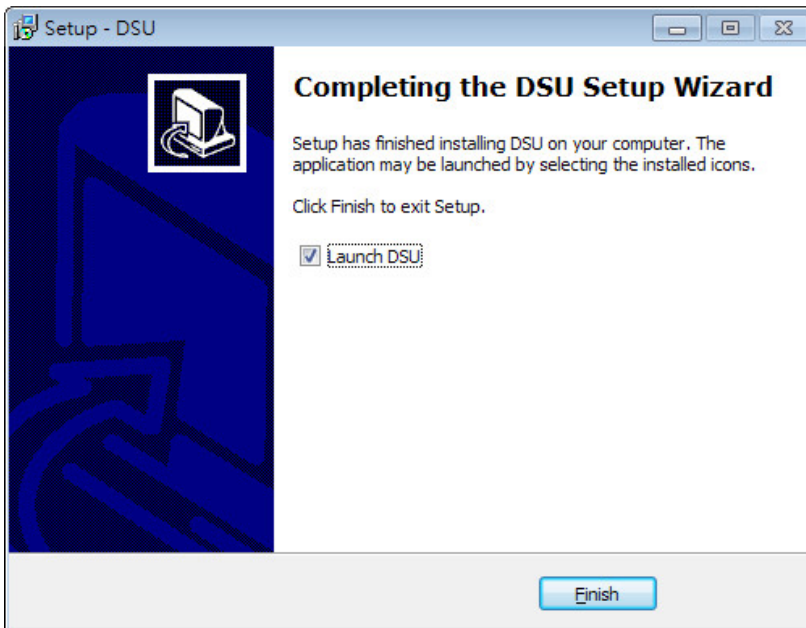 Setup - DSU
Completing the DSU Setup Wizard
Setup has finished installing DSU on your computer. The
application may be launched by selecting the installed icons.
Click Finish to exit Setup.
Launch DSU
Finish